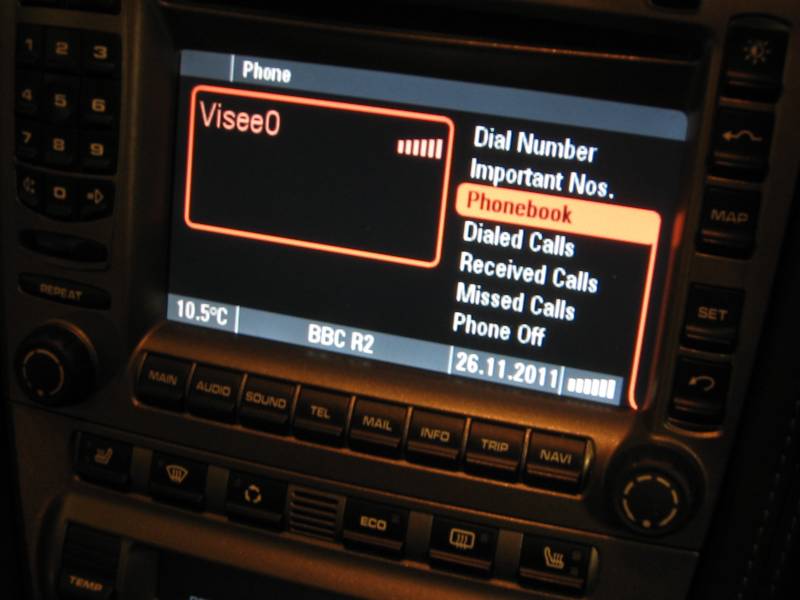 Phone
Visee0
Dial Number
Important Nos.
Phonebook
Dialed Calls
Received Calls
Missed Calls
Phone Off
10.5°C
BBC R2
26.11.2011
1 2 3
4 5 6
7 8 9
0
REPEAT
MAP
SET
MAIN
AUDIO
SOUND
TEL
MAIL
INFO
TRIP
NAVI
ECO
TEMP